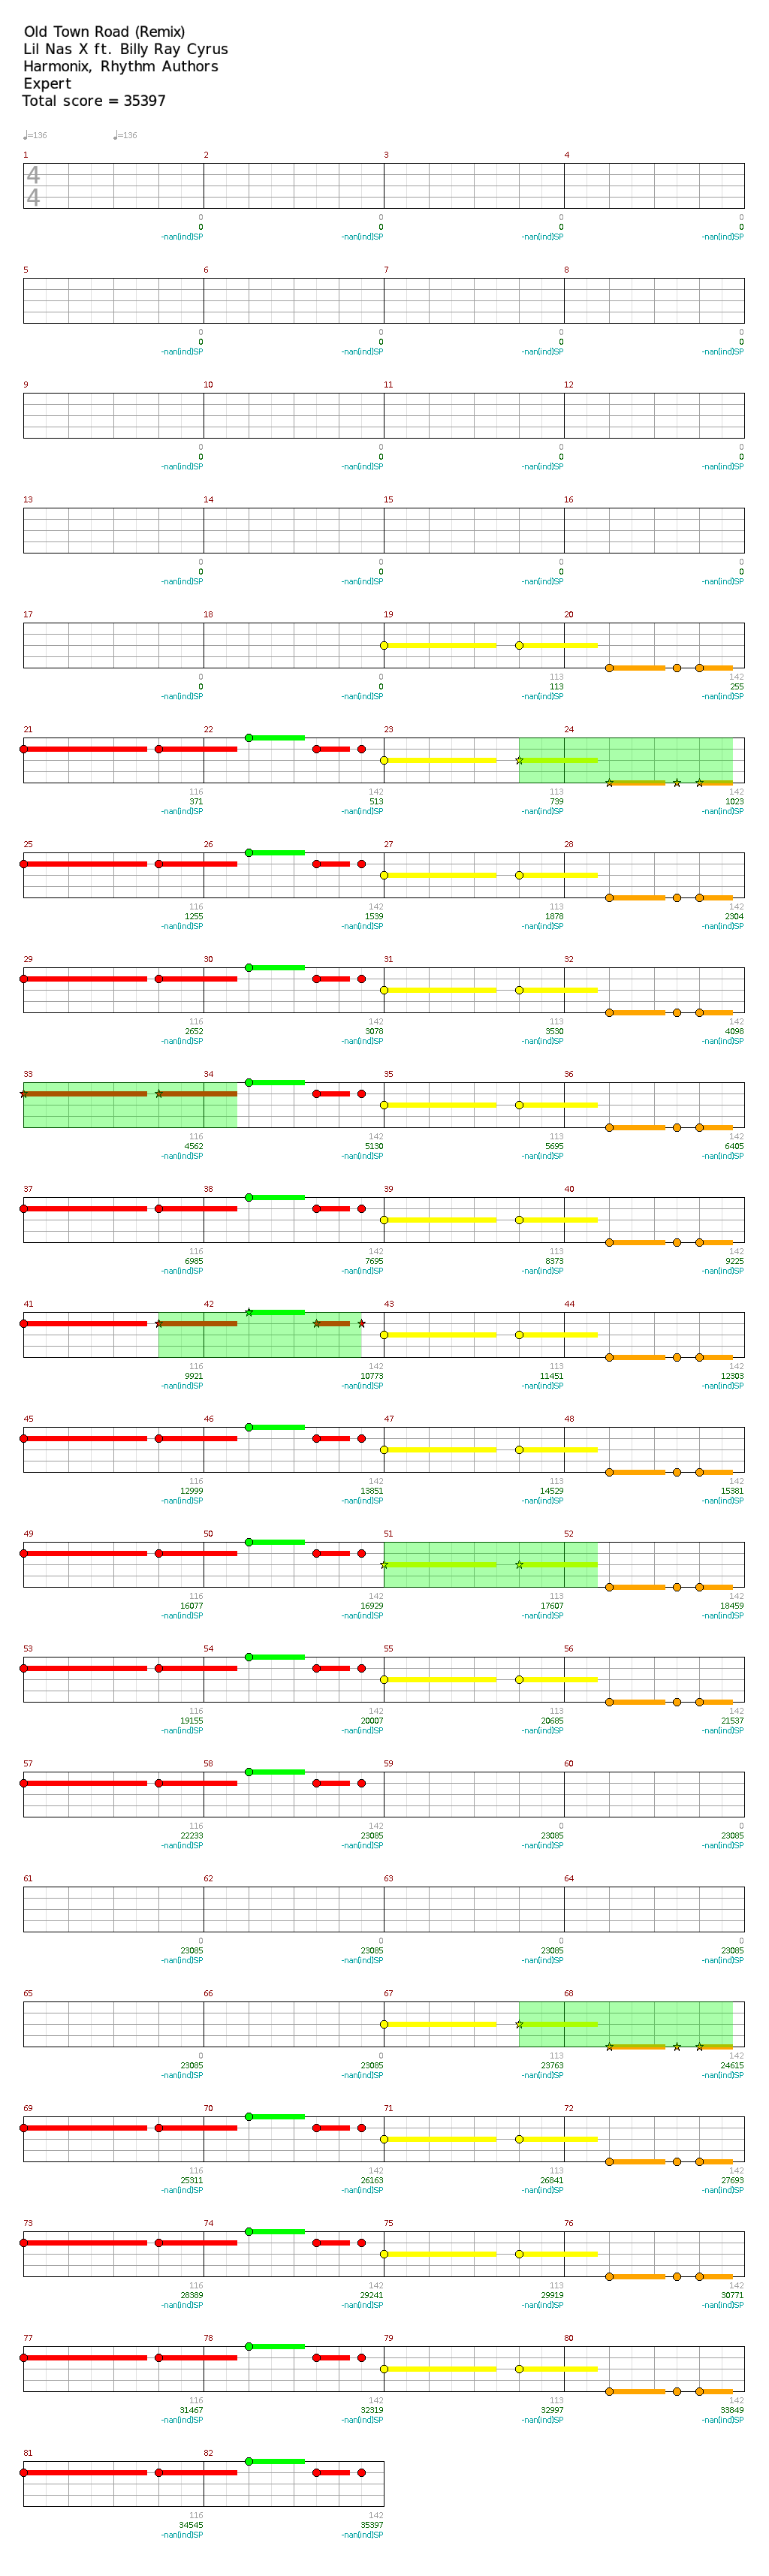 Old Town Road (Remix)
Lil Nas X ft. Billy Ray Cyrus
Harmonix, Rhythm Authors
Expert
Total score = 35397
♩=136 ♩=136
1 2 3 4
4
4
0 0 0 0
0 0 0 0
-nan(ind)SP -nan(ind)SP -nan(ind)SP -nan(ind)SP
5 6 7 8
0 0 0 0
0 0 0 0
-nan(ind)SP -nan(ind)SP -nan(ind)SP -nan(ind)SP
9 10 11 12
0 0 0 0
0 0 0 0
-nan(ind)SP -nan(ind)SP -nan(ind)SP -nan(ind)SP
13 14 15 16
0 0 0 0
0 0 0 0
-nan(ind)SP -nan(ind)SP -nan(ind)SP -nan(ind)SP
17 18 19 20
0 0 113 142
0 0 113 255
-nan(ind)SP -nan(ind)SP -nan(ind)SP -nan(ind)SP
21 22 23 24
116 142 113 142
371 513 739 1023
-nan(ind)SP -nan(ind)SP -nan(ind)SP -nan(ind)SP
25 26 27 28
116 142 113 142
1255 1539 1878 2304
-nan(ind)SP -nan(ind)SP -nan(ind)SP -nan(ind)SP
29 30 31 32
116 142 113 142
2652 3078 3530 4098
-nan(ind)SP -nan(ind)SP -nan(ind)SP -nan(ind)SP
33 34 35 36
116 142 113 142
4562 5130 5695 6405
-nan(ind)SP -nan(ind)SP -nan(ind)SP -nan(ind)SP
37 38 39 40
116 142 113 142
6985 7695 8373 9225
-nan(ind)SP -nan(ind)SP -nan(ind)SP -nan(ind)SP
41 42 43 44
116 142 113 142
9921 10773 11451 12303
-nan(ind)SP -nan(ind)SP -nan(ind)SP -nan(ind)SP
45 46 47 48
116 142 113 142
12999 13851 14529 15381
-nan(ind)SP -nan(ind)SP -nan(ind)SP -nan(ind)SP
49 50 51 52
116 142 113 142
16077 16929 17607 18459
-nan(ind)SP -nan(ind)SP -nan(ind)SP -nan(ind)SP
53 54 55 56
116 142 113 142
19155 20007 20685 21537
-nan(ind)SP -nan(ind)SP -nan(ind)SP -nan(ind)SP
57 58 59 60
116 142 0 0
22233 23085 23085 23085
-nan(ind)SP -nan(ind)SP -nan(ind)SP -nan(ind)SP
61 62 63 64
0 0 0 0
23085 23085 23085 23085
-nan(ind)SP -nan(ind)SP -nan(ind)SP -nan(ind)SP
65 66 67 68
0 0 113 142
23085 23085 23763 24615
-nan(ind)SP -nan(ind)SP -nan(ind)SP -nan(ind)SP
69 70 71 72
116 142 113 142
25311 26163 26841 27693
-nan(ind)SP -nan(ind)SP -nan(ind)SP -nan(ind)SP
73 74 75 76
116 142 113 142
28389 29241 29919 30771
-nan(ind)SP -nan(ind)SP -nan(ind)SP -nan(ind)SP
77 78 79 80
116 142 113 142
31467 32319 32997 33849
-nan(ind)SP -nan(ind)SP -nan(ind)SP -nan(ind)SP
81 82
116 142
34545 35397
-nan(ind)SP -nan(ind)SP